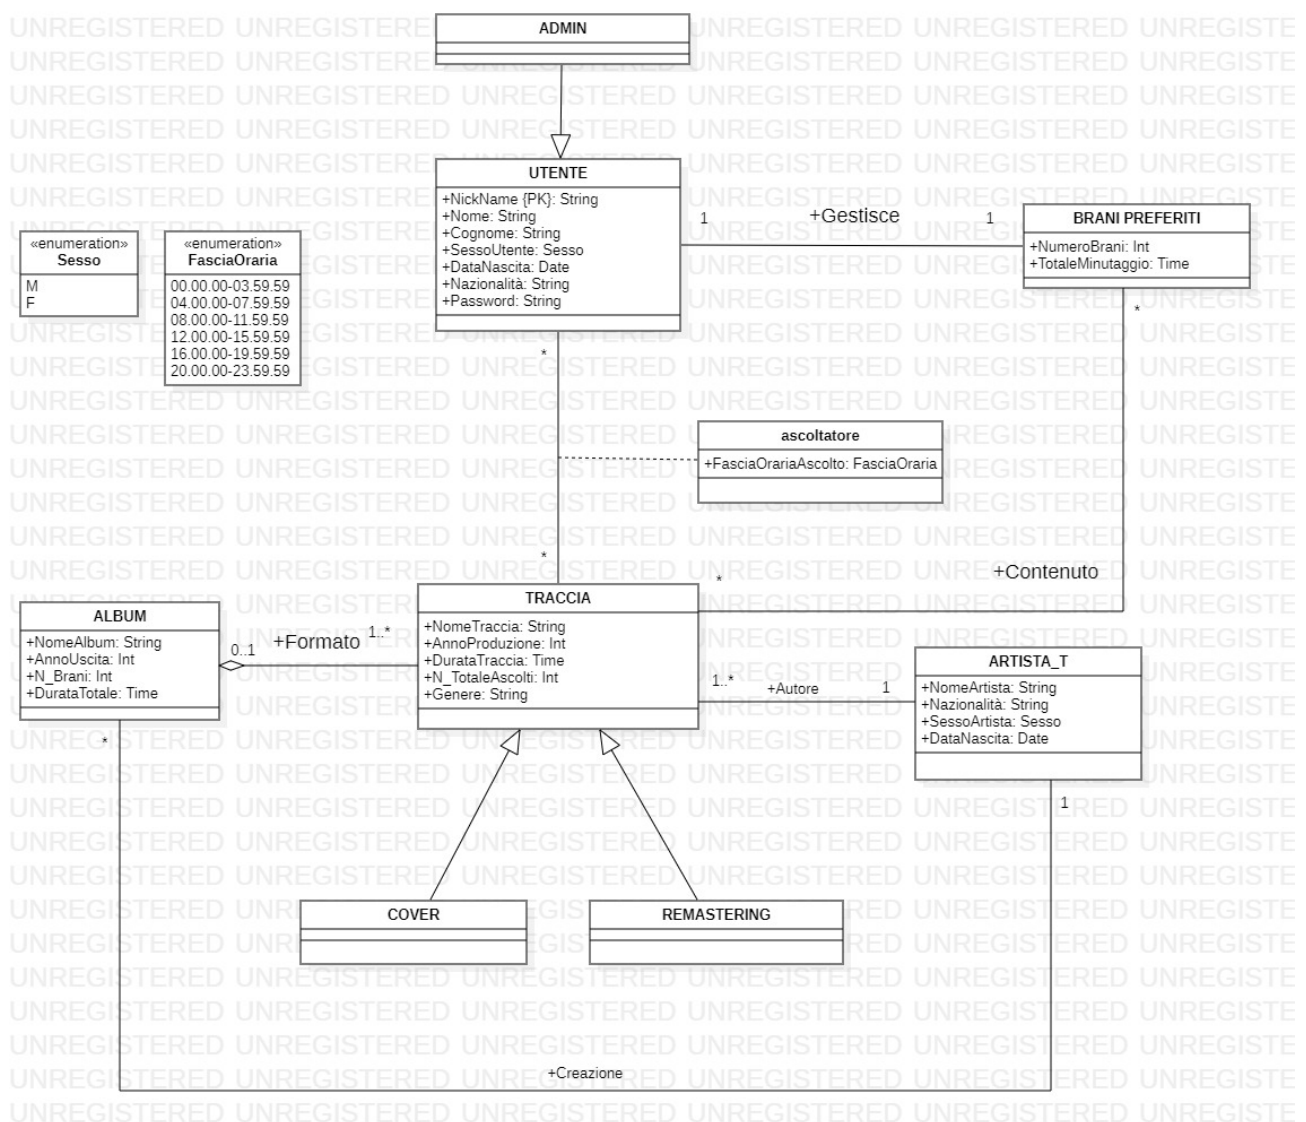 ADMIN
UTENTE
+NickName {PK}: String
+Nome: String
+Cognome: String
+SessoUtente: Sesso
+DataNascita: Date
+Nazionalità: String
+Password: String
1
+Gestisce
1
BRANI PREFERITI
+NumeroBrani: Int
+TotaleMinutaggio: Time
«enumeration»
Sesso
M
F
«enumeration»
FasciaOraria
00.00.00-03.59.59
04.00.00-07.59.59
08.00.00-11.59.59
12.00.00-15.59.59
16.00.00-19.59.59
20.00.00-23.59.59
*
*
ascoltatore
+FasciaOrariaAscolto: FasciaOraria
*
*
+Contenuto
ALBUM
+NomeAlbum: String
+AnnoUscita: Int
+N_Brani: Int
+DurataTotale: Time
0..1
+Formato
1..*
TRACCIA
+NomeTraccia: String
+AnnoProduzione: Int
+DurataTraccia: Time
+N_TotaleAscolti: Int
+Genere: String
1..*
+Autore
1
ARTISTA_T
+NomeArtista: String
+Nazionalità: String
+SessoArtista: Sesso
+DataNascita: Date
*
1
COVER
REMASTERING
+Creazione
UNREGISTERED